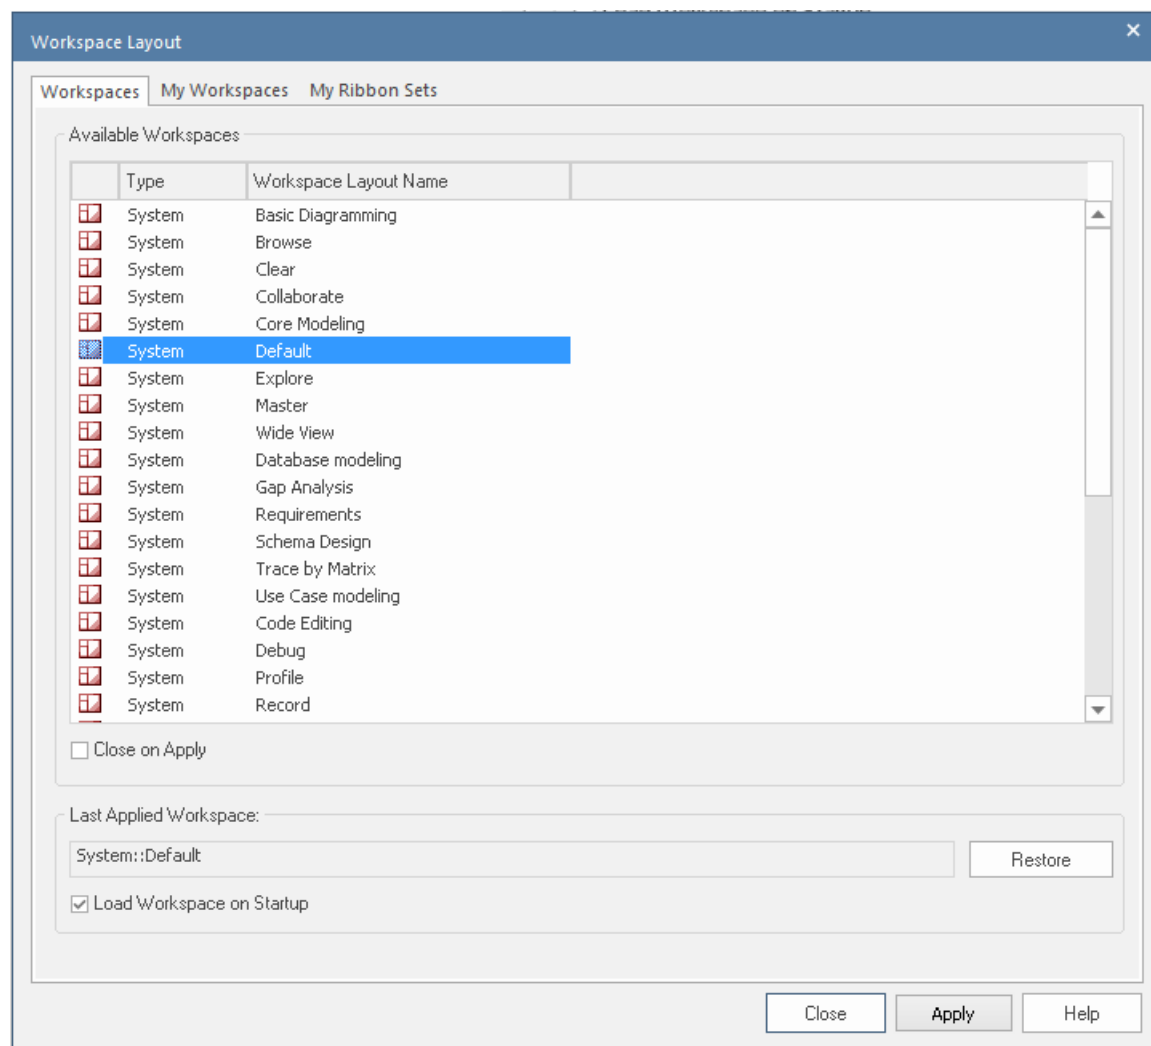 Workspace Layout
Workspaces My Workspaces My Ribbon Sets
Available Workspaces
Type Workspace Layout Name
System Basic Diagramming
System Browse
System Clear
System Collaborate
System Core Modeling
System Default
System Explore
System Master
System Wide View
System Database modeling
System Gap Analysis
System Requirements
System Schema Design
System Trace by Matrix
System Use Case modeling
System Code Editing
System Debug
System Profile
System Record
Close on Apply
Last Applied Workspace:
System::Default
Restore
Load Workspace on Startup
Close Apply Help